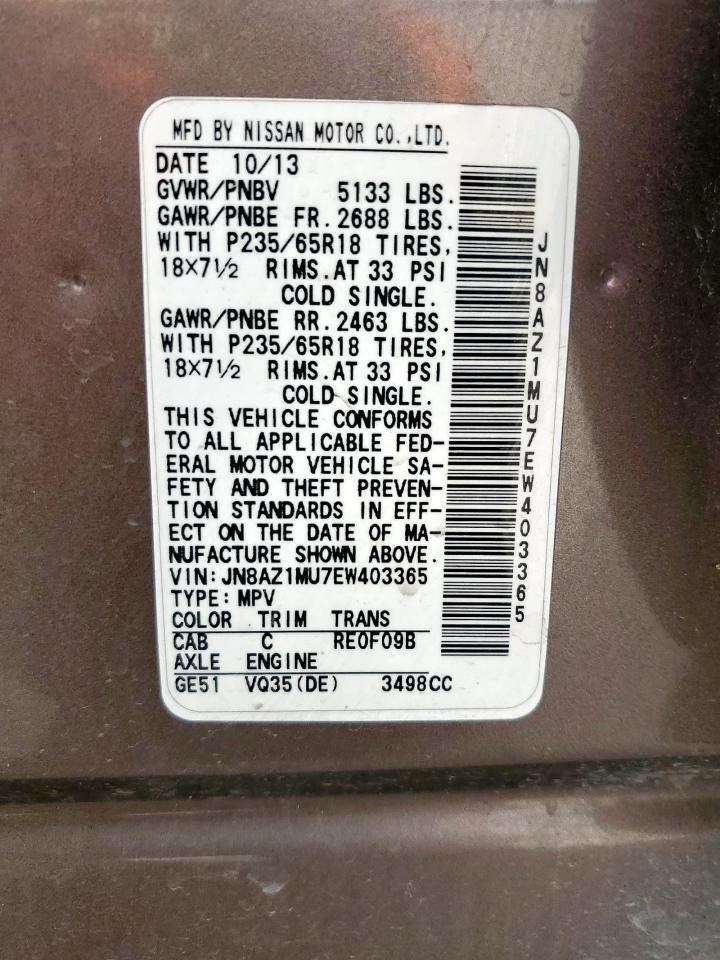 MFD BY NISSAN MOTOR CO.,LTD.
DATE 10/13
GVWR/PNBV 5133 LBS.
GAWR/PNBE FR.2688 LBS.
WITH P235/65R18 TIRES,
18×7½ RIMS.AT 33 PSI
COLD SINGLE.
GAWR/PNBE RR.2463 LBS.
WITH P235/65R18 TIRES,
18×7½ RIMS.AT 33 PSI
COLD SINGLE.
THIS VEHICLE CONFORMS
TO ALL APPLICABLE FED-
ERAL MOTOR VEHICLE SA-
FETY AND THEFT PREVEN-
TION STANDARDS IN EFF-
ECT ON THE DATE OF MA-
NUFACTURE SHOWN ABOVE.
VIN:JN8AZ1MU7EW403365
TYPE:MPV
COLOR TRIM TRANS
CAB C RE0F09B
AXLE ENGINE
GE51 VQ35(DE) 3498CC
JN8AZ1MU7EW403365